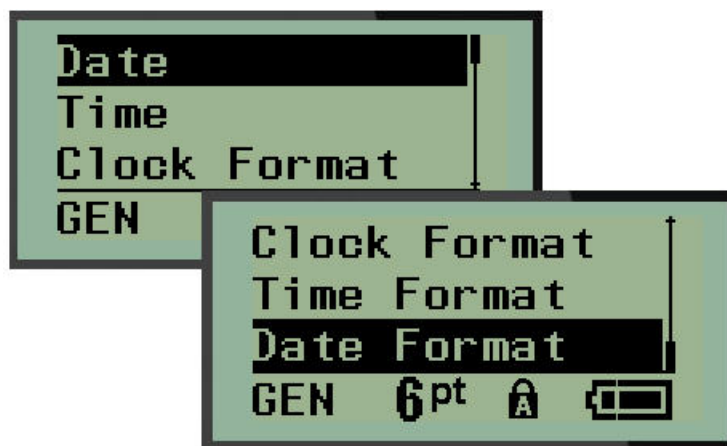 Date
Time
Clock Format
GEN
Clock Format
Time Format
Date Format
GEN 6pt A